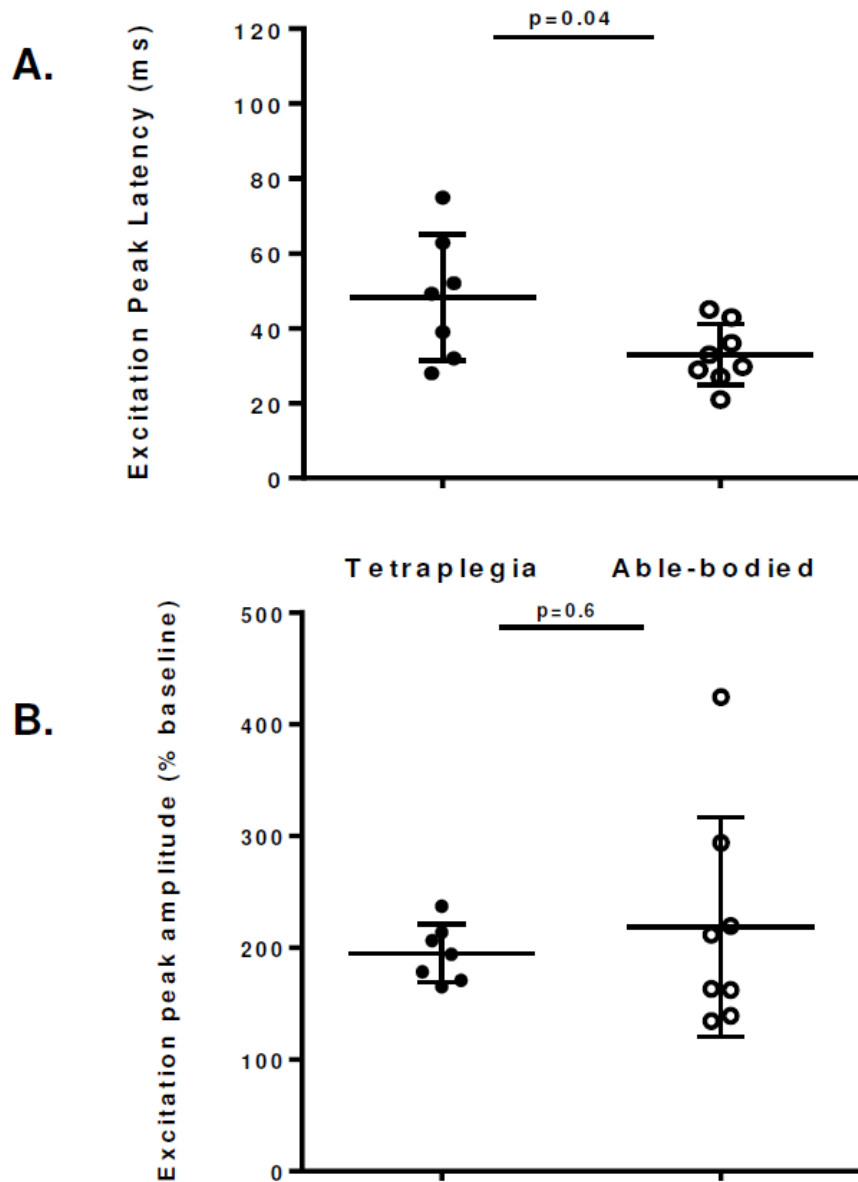 A.
Excitation Peak Latency (ms)
p=0.04
120
100
80
60
40
20
0
Tetraplegia Able-bodied
B.
Excitation peak amplitude (% baseline)
p=0.6
500
400
300
200
100
0